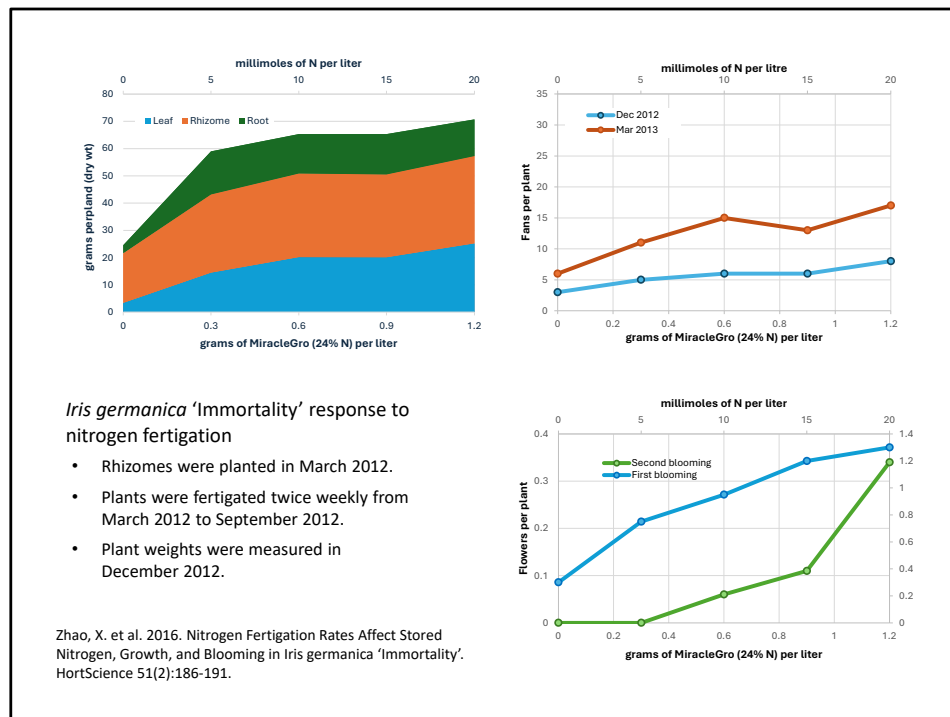 millimoles of N per liter
0 5 10 15 20
80
70
60
50
40
30
20
10
0
grams perpland (dry wt)
Leaf Rhizome Root
0 0.3 0.6 0.9 1.2
grams of MiracleGro (24% N) per liter
millimoles of N per litre
0 5 10 15 20
35
30
25
20
15
10
5
0
Fans per plant
Dec 2012
Mar 2013
0 0.2 0.4 0.6 0.8 1 1.2
grams of MiracleGro (24% N) per liter
Iris germanica ‘Immortality’ response to
nitrogen fertigation
• Rhizomes were planted in March 2012.
• Plants were fertigated twice weekly from
March 2012 to September 2012.
• Plant weights were measured in
December 2012.
Zhao, X. et al. 2016. Nitrogen Fertigation Rates Affect Stored
Nitrogen, Growth, and Blooming in Iris germanica ‘Immortality’.
HortScience 51(2):186-191.
millimoles of N per liter
0 5 10 15 20
0.4
0.3
0.2
0.1
0
Flowers per plant
Second blooming
First blooming
1.4
1.2
1
0.8
0.6
0.4
0.2
0
0 0.2 0.4 0.6 0.8 1 1.2
grams of MiracleGro (24% N) per liter